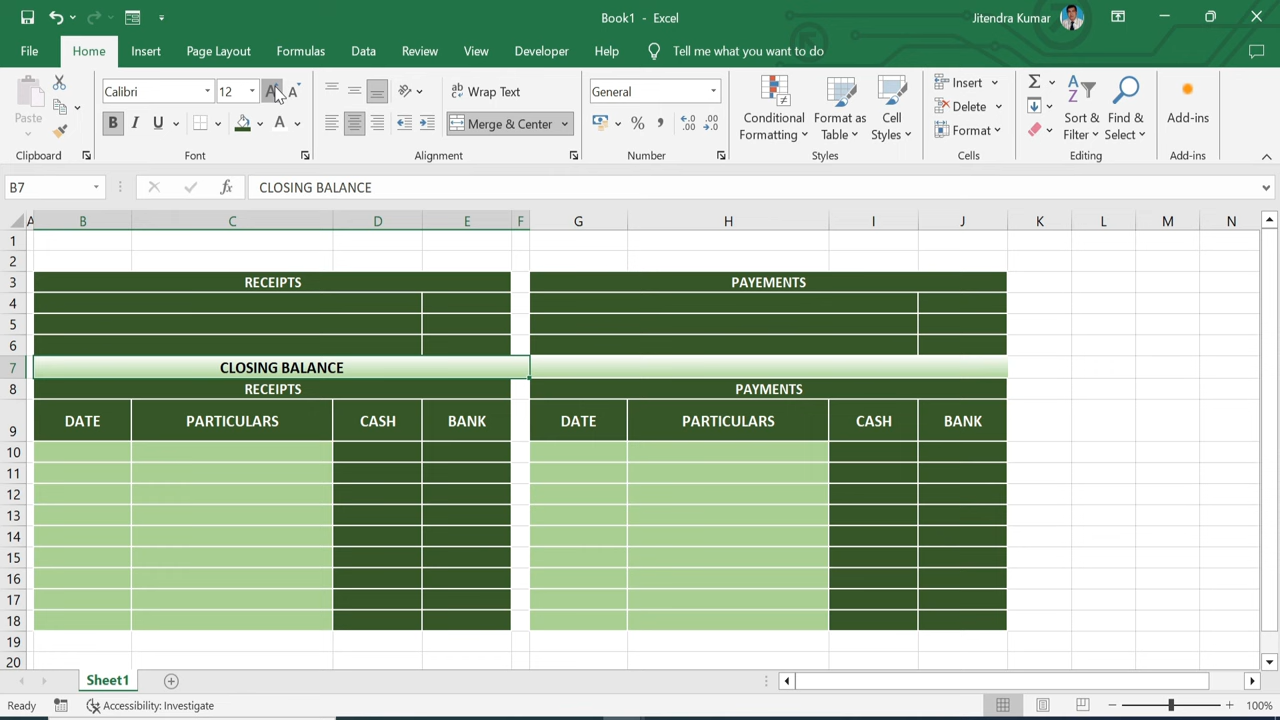 Book1 - Excel
Jitendra Kumar
File Home Insert Page Layout Formulas Data Review View Developer Help Tell me what you want to do
Paste
Clipboard
Calibri 12
B I U
Font
Wrap Text
Merge & Center
Alignment
General
Number
Conditional Formatting
Format as Table
Cell Styles
Styles
Insert
Delete
Format
Cells
Sort & Filter
Find & Select
Editing
Add-ins
Add-ins
B7 fx CLOSING BALANCE
A B C D E F G H I J K L M N
1
2
3 RECEIPTS PAYEMENTS
4
5
6
7 CLOSING BALANCE
8 RECEIPTS PAYMENTS
9 DATE PARTICULARS CASH BANK DATE PARTICULARS CASH BANK
10
11
12
13
14
15
16
17
18
19
20
Sheet1
Ready Accessibility: Investigate 100%